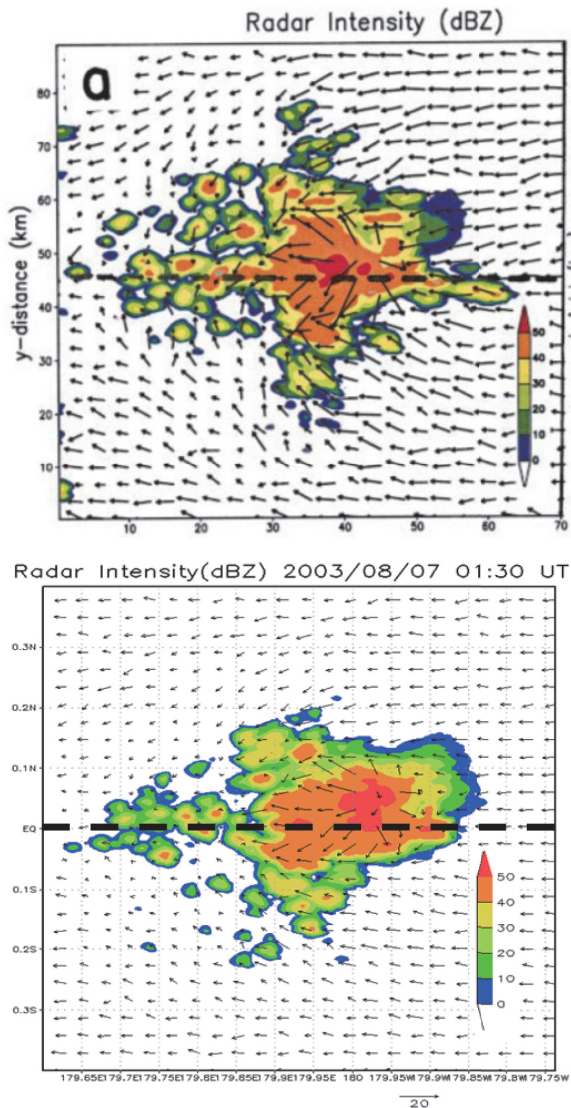 Radar Intensity (dBZ)
a
y-distance (km)
80
70
60
50
40
30
20
10
50
40
30
20
10
0
10 20 30 40 50 60 70
Radar Intensity(dBZ) 2003/08/07 01:30 UT
0.3N
0.2N
0.1N
EQ
0.1S
0.2S
0.3S
50
40
30
20
10
0
179.65E 179.7E 179.75E 179.8E 179.85E 179.9E 179.95E 180 179.95W 179.9W 179.85W 179.8W 179.75W
20